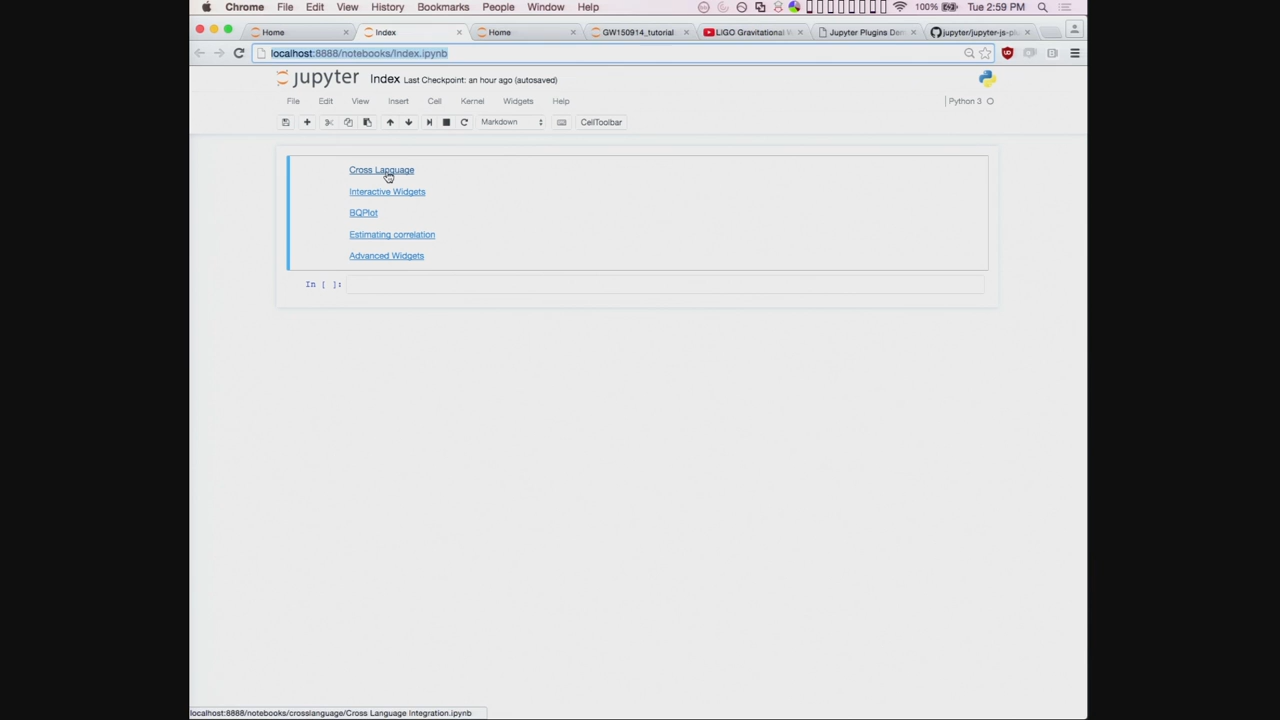 Chrome File Edit View History Bookmarks People Window Help 100% Tue 2:59 PM
Home Index Home GW150914_tutorial LIGO Gravitational Jupyter Plugins Dem jupyter/jupyter-js-plu
localhost:8888/notebooks/Index.ipynb
jupyter Index Last Checkpoint: an hour ago (autosaved)
File Edit View Insert Cell Kernel Widgets Help Python 3
Markdown CellToolbar
Cross Language
Interactive Widgets
BQPlot
Estimating correlation
Advanced Widgets
In [ ]:
localhost:8888/notebooks/crosslanguage/Cross Language Integration.ipynb